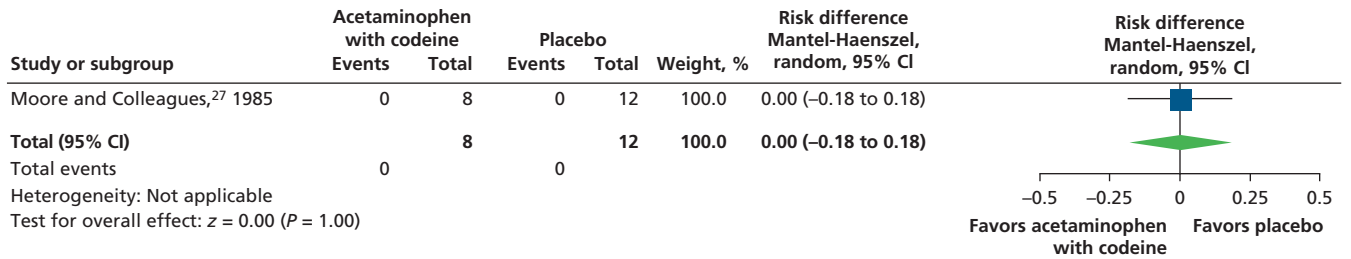 Acetaminophen with codeine Placebo Risk difference Mantel-Haenszel, random, 95% Cl Risk difference Mantel-Haenszel, random, 95% Cl
Study or subgroup Events Total Events Total Weight, %
Moore and Colleagues,27 1985 0 8 0 12 100.0 0.00 (–0.18 to 0.18)
Total (95% CI) 8 12 100.0 0.00 (–0.18 to 0.18)
Total events 0 0
Heterogeneity: Not applicable
Test for overall effect: z = 0.00 (P = 1.00)
–0.5 –0.25 0 0.25 0.5
Favors acetaminophen with codeine Favors placebo